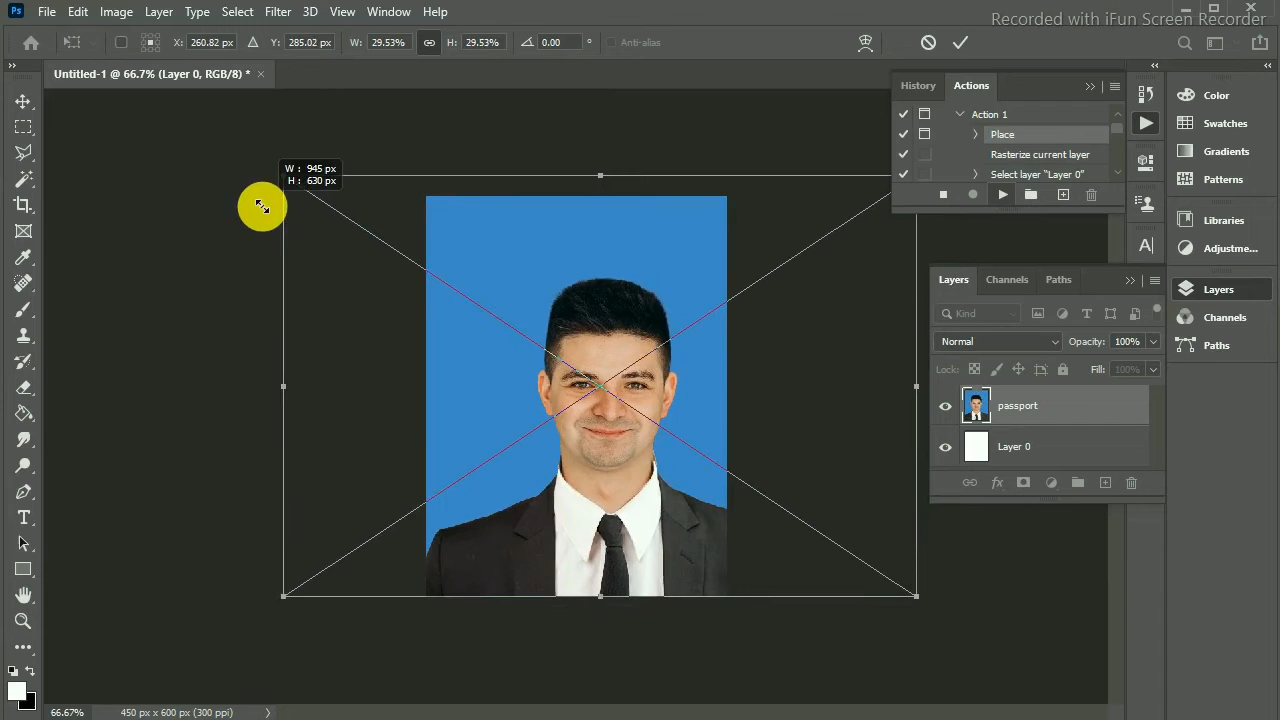 Ps File Edit Image Layer Type Select Filter 3D View Window Help
Recorded with iFun Screen Recorder
X: 260.82 px Y: 285.02 px W: 29.53% H: 29.53% 0.00 ° Anti-alias
Untitled-1 @ 66.7% (Layer 0, RGB/8) *
History Actions
Action 1
Place
Rasterize current layer
Select layer "Layer 0"
W : 945 px
H : 630 px
Color
Swatches
Gradients
Patterns
Libraries
Adjustme...
Layers
Channels
Paths
Layers Channels Paths
Kind
Normal Opacity: 100%
Lock: Fill: 100%
passport
Layer 0
66.67% 450 px x 600 px (300 ppi)